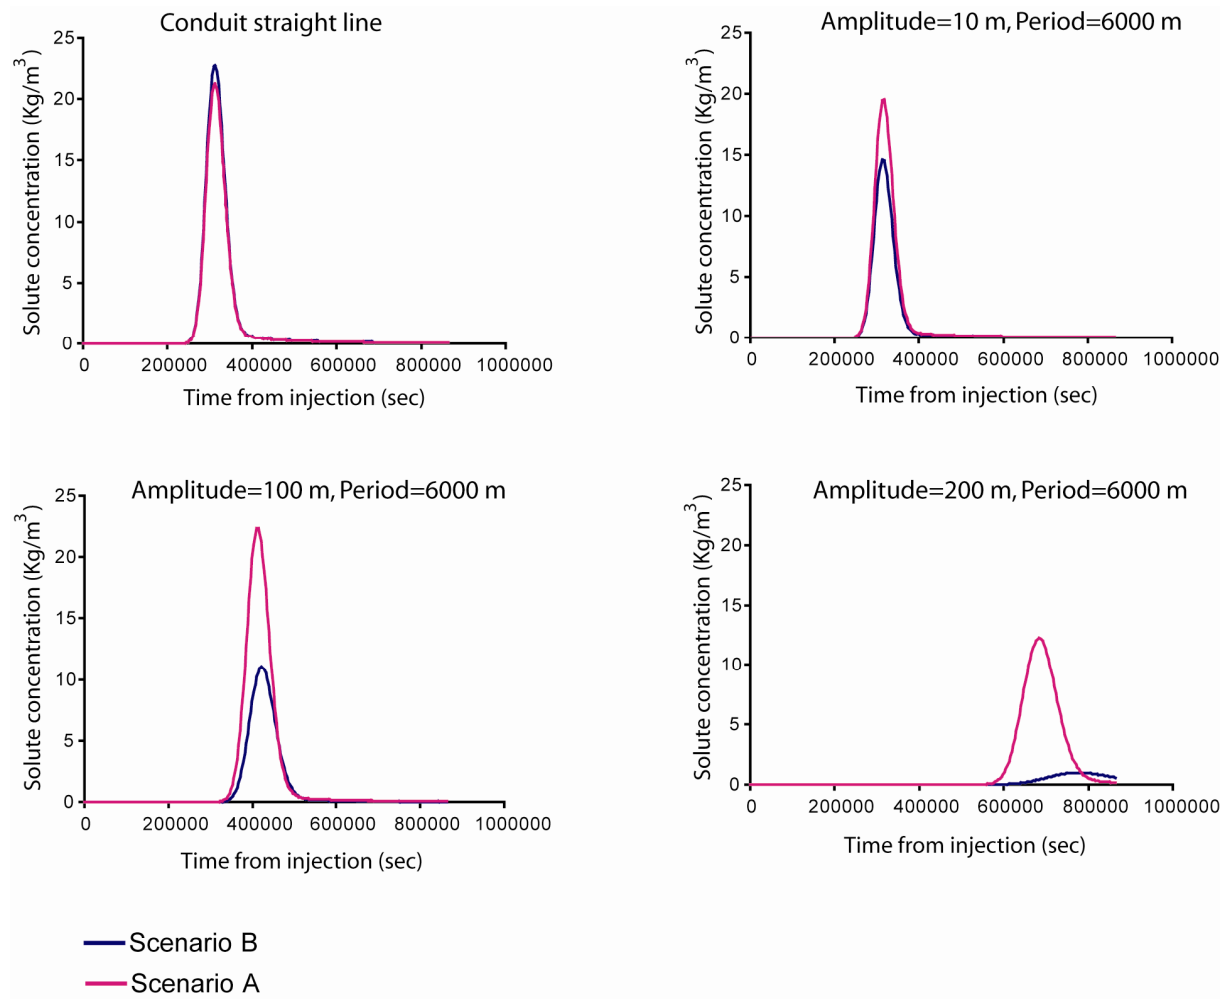 Conduit straight line
Solute concentration (Kg/m³)
25
20
15
10
5
0
0 200000 400000 600000 800000 1000000
Time from injection (sec)
Amplitude=10 m, Period=6000 m
Solute concentration (Kg/m³)
25
20
15
10
5
0
0 200000 400000 600000 800000 1000000
Time from injection (sec)
Amplitude=100 m, Period=6000 m
Solute concentration (Kg/m³)
25
20
15
10
5
0
0 200000 400000 600000 800000 1000000
Time from injection (sec)
Amplitude=200 m, Period=6000 m
Solute concentration (Kg/m³)
25
20
15
10
5
0
0 200000 400000 600000 800000 1000000
Time from injection (sec)
Scenario B
Scenario A